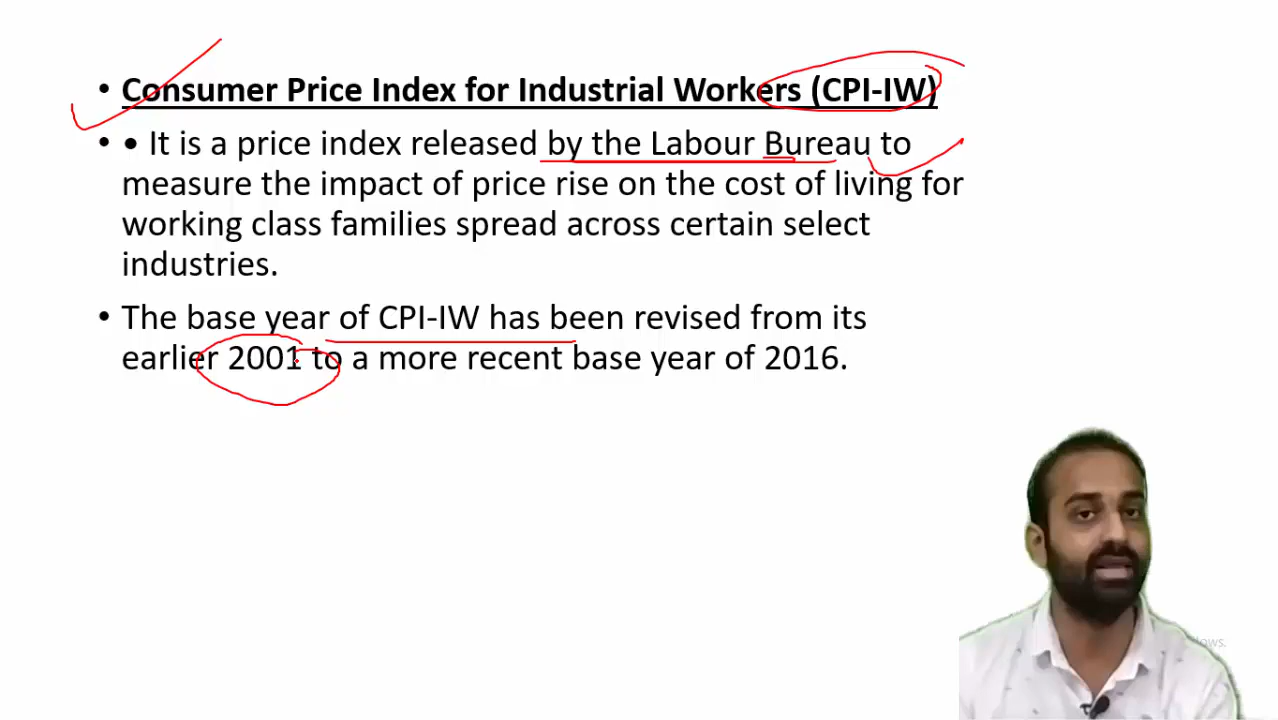 • Consumer Price Index for Industrial Workers (CPI-IW)
• • It is a price index released by the Labour Bureau to
measure the impact of price rise on the cost of living for
working class families spread across certain select
industries.
• The base year of CPI-IW has been revised from its
earlier 2001 to a more recent base year of 2016.